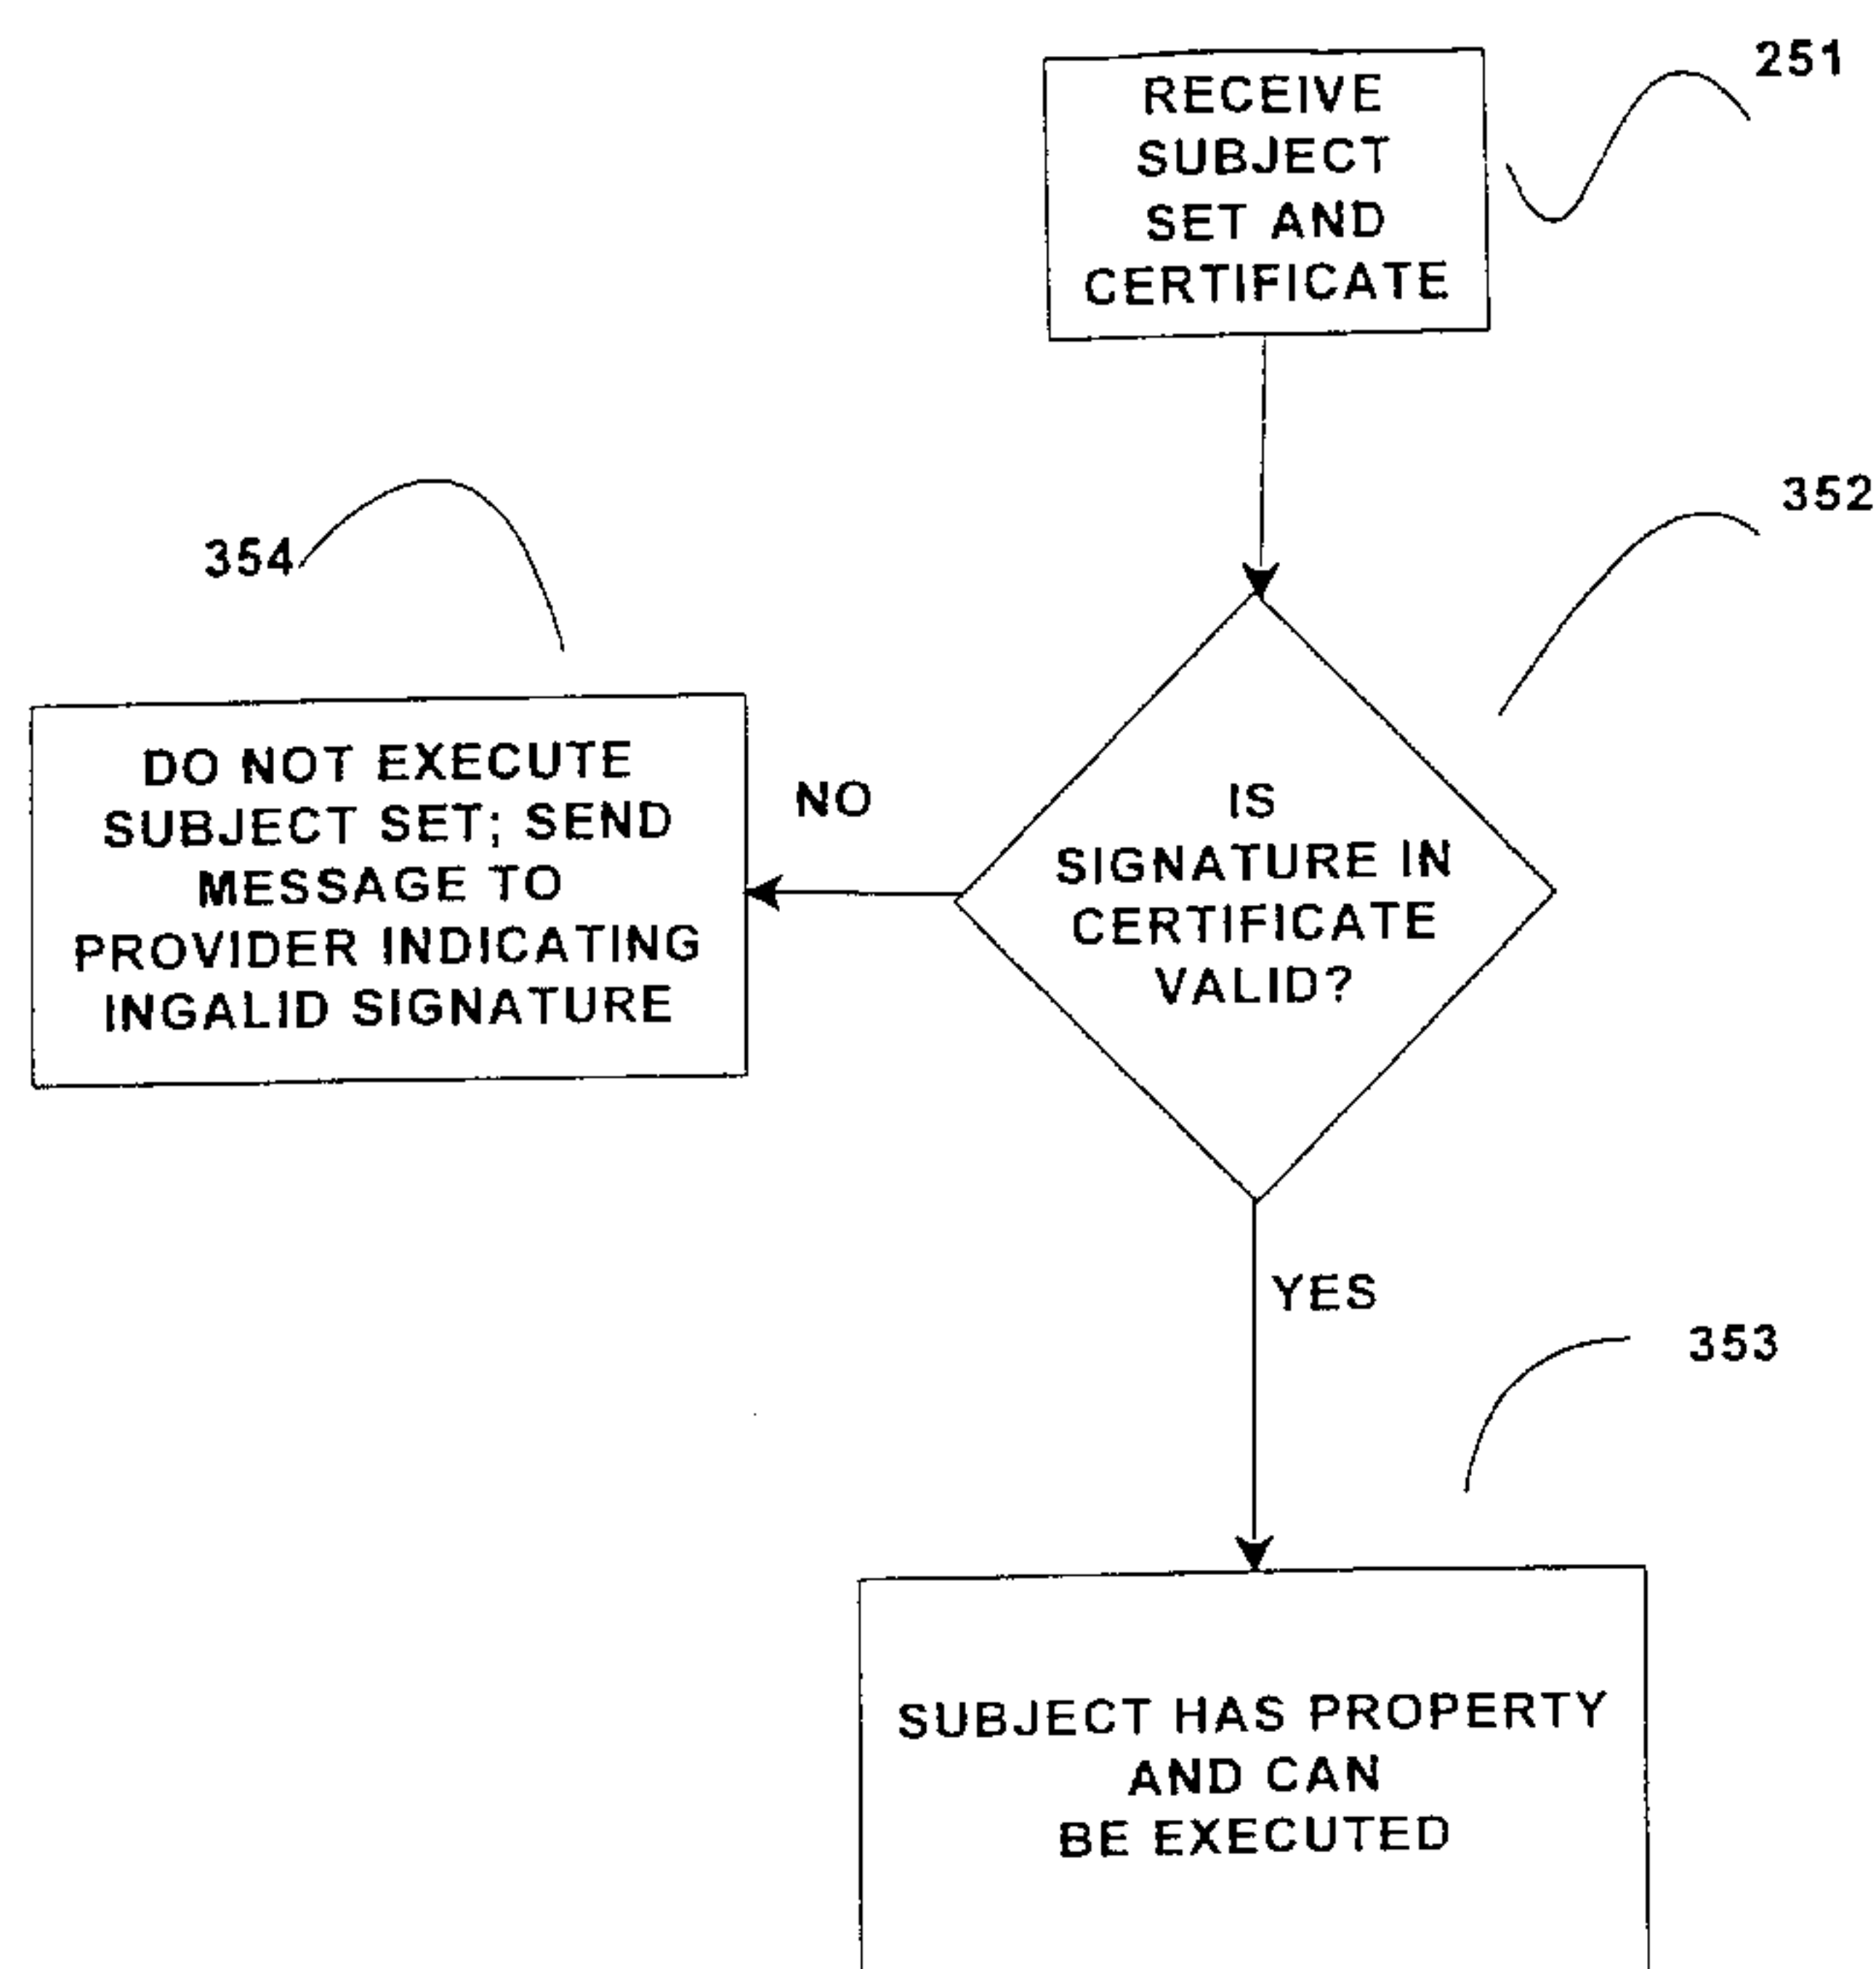 251
RECEIVE
SUBJECT
SET AND
CERTIFICATE
352
354
IS
SIGNATURE IN
CERTIFICATE
VALID?
NO
DO NOT EXECUTE
SUBJECT SET; SEND
MESSAGE TO
PROVIDER INDICATING
INGALID SIGNATURE
YES
353
SUBJECT HAS PROPERTY
AND CAN
BE EXECUTED